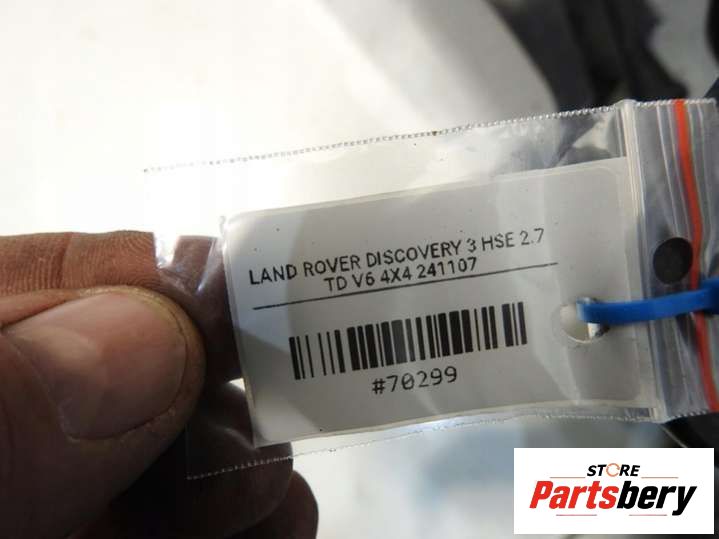 LAND ROVER DISCOVERY 3 HSE 2.7
TD V6 4X4 241107
#70299
STORE
Partsbery